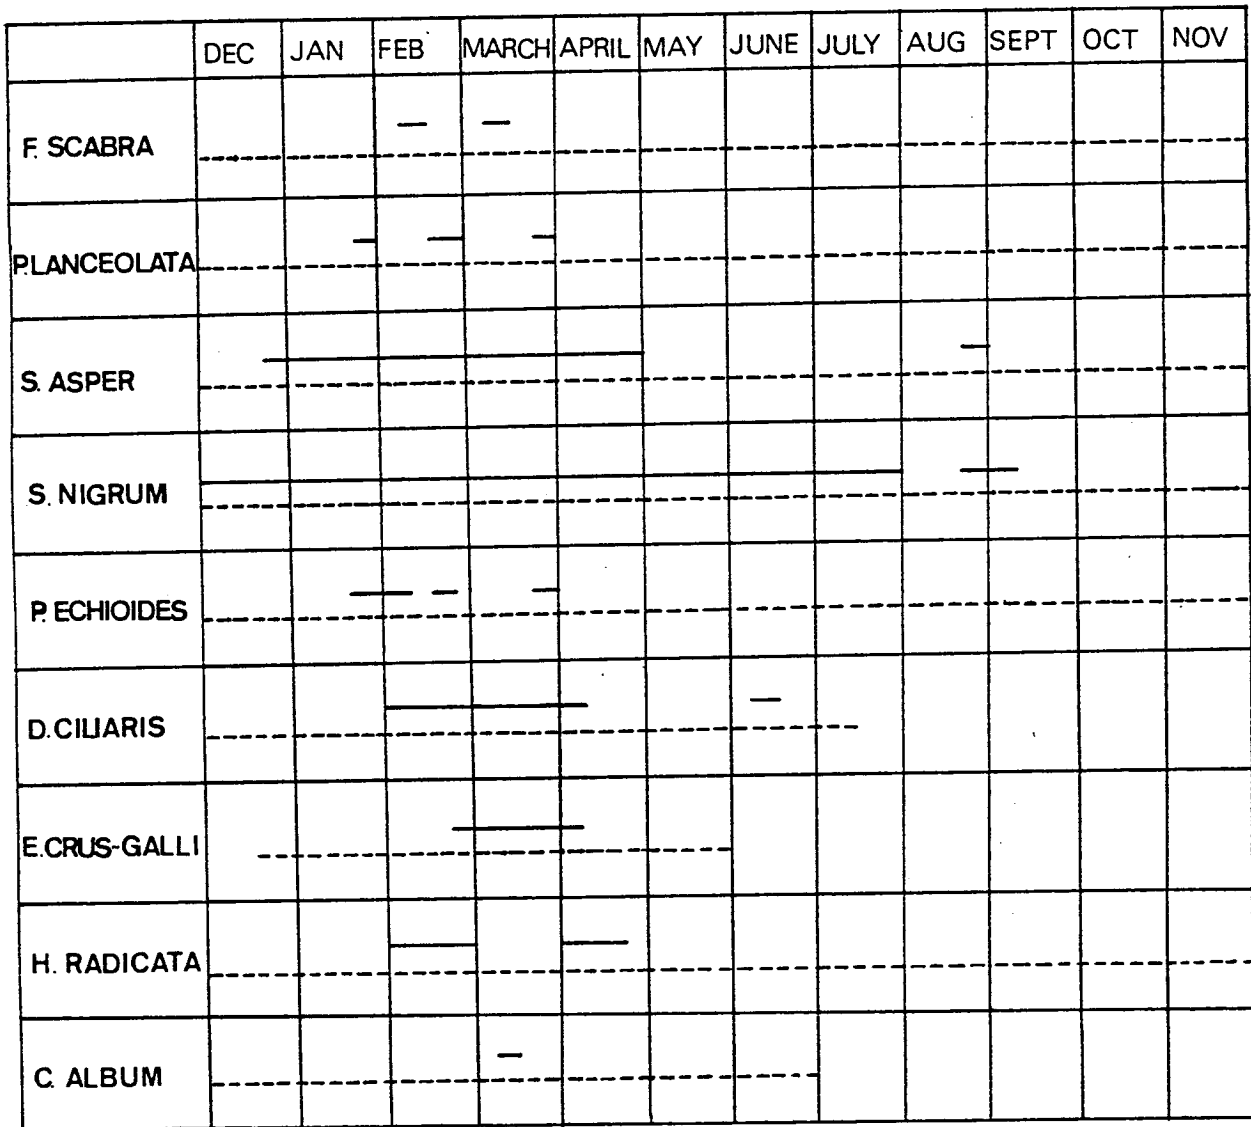 DEC JAN FEB MARCH APRIL MAY JUNE JULY AUG SEPT OCT NOV
F. SCABRA
P.LANCEOLATA
S. ASPER
S. NIGRUM
P. ECHIOIDES
D. CILIARIS
E.CRUS-GALLI
H. RADICATA
C. ALBUM